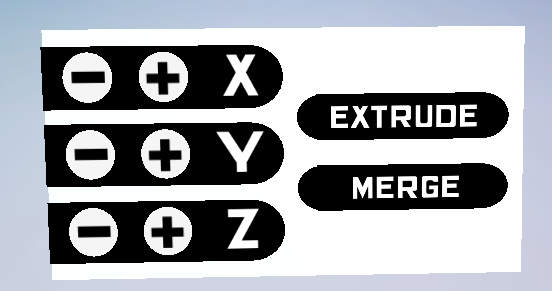 − + X
− + Y
− + Z
EXTRUDE
MERGE